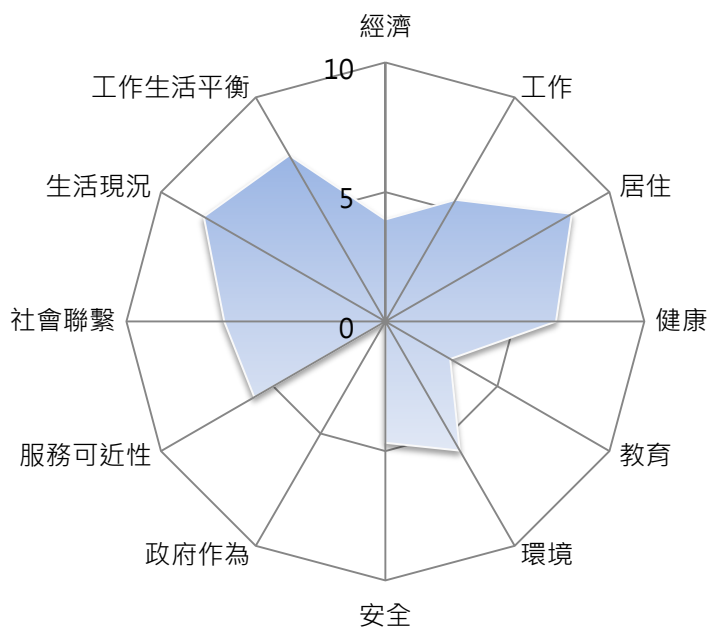 經濟
10
工作生活平衡
工作
生活現況
居住
5
社會聯繫
0
健康
服務可近性
教育
政府作為
環境
安全